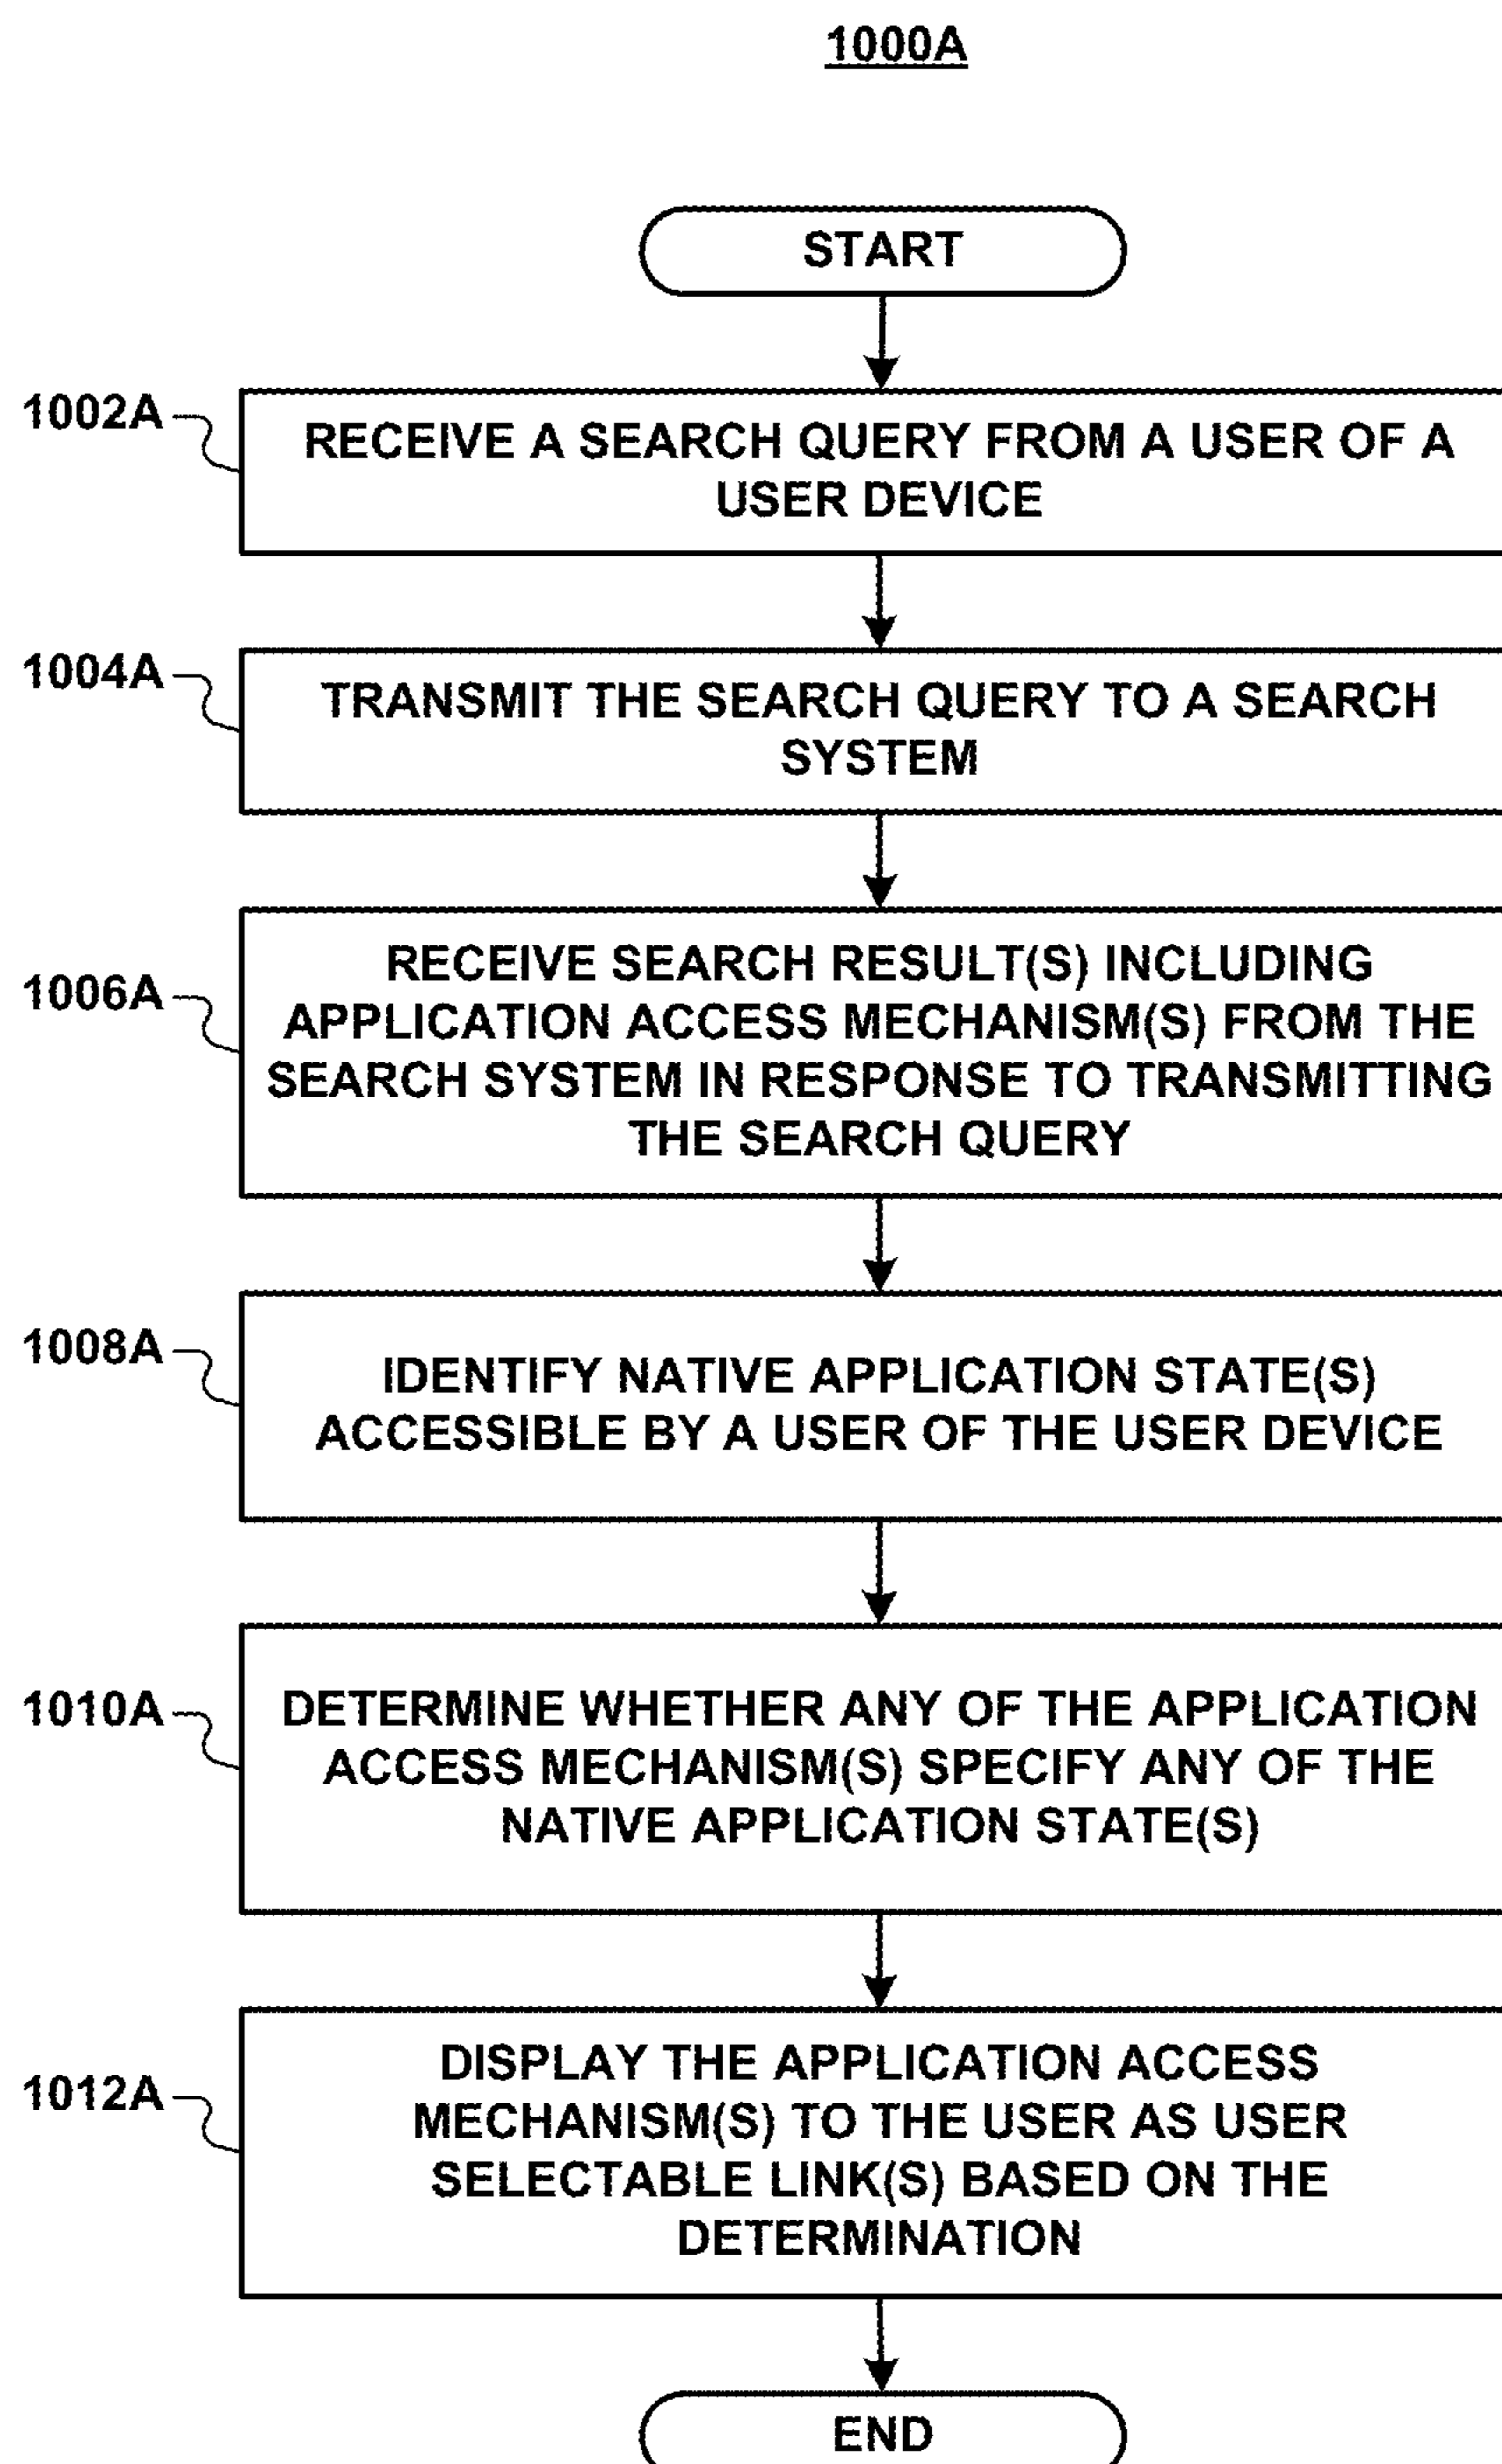 1000A
START
1002A
RECEIVE A SEARCH QUERY FROM A USER OF A
USER DEVICE
1004A
TRANSMIT THE SEARCH QUERY TO A SEARCH
SYSTEM
1006A
RECEIVE SEARCH RESULT(S) INCLUDING
APPLICATION ACCESS MECHANISM(S) FROM THE
SEARCH SYSTEM IN RESPONSE TO TRANSMITTING
THE SEARCH QUERY
1008A
IDENTIFY NATIVE APPLICATION STATE(S)
ACCESSIBLE BY A USER OF THE USER DEVICE
1010A
DETERMINE WHETHER ANY OF THE APPLICATION
ACCESS MECHANISM(S) SPECIFY ANY OF THE
NATIVE APPLICATION STATE(S)
1012A
DISPLAY THE APPLICATION ACCESS
MECHANISM(S) TO THE USER AS USER
SELECTABLE LINK(S) BASED ON THE
DETERMINATION
END